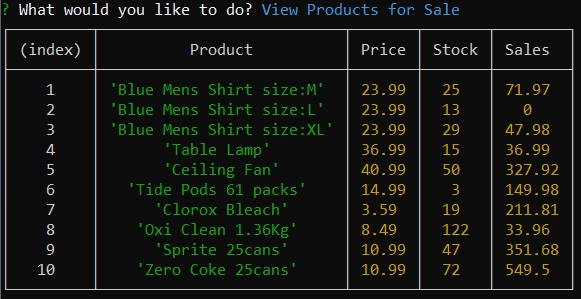 ? What would you like to do? View Products for Sale
(index) Product Price Stock Sales
1 'Blue Mens Shirt size:M' 23.99 25 71.97
2 'Blue Mens Shirt size:L' 23.99 13 0
3 'Blue Mens Shirt size:XL' 23.99 29 47.98
4 'Table Lamp' 36.99 15 36.99
5 'Ceiling Fan' 40.99 50 327.92
6 'Tide Pods 61 packs' 14.99 3 149.98
7 'Clorox Bleach' 3.59 19 211.81
8 'Oxi Clean 1.36Kg' 8.49 122 33.96
9 'Sprite 25cans' 10.99 47 351.68
10 'Zero Coke 25cans' 10.99 72 549.5